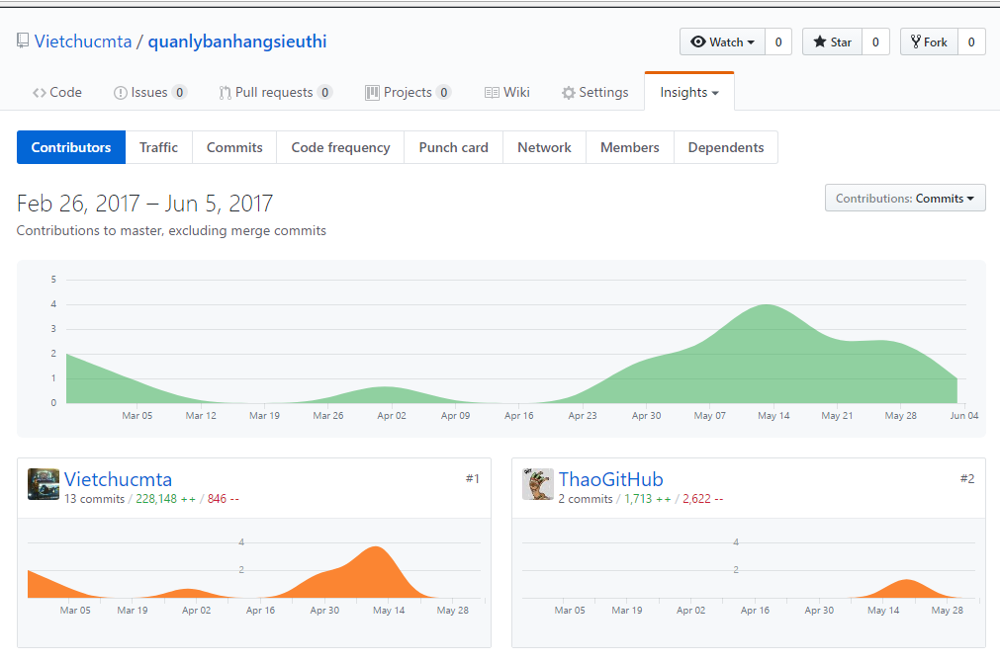 Vietchucmta / quanlybanhangsieuthi
Watch 0 Star 0 Fork 0
Code Issues 0 Pull requests 0 Projects 0 Wiki Settings Insights
Contributors Traffic Commits Code frequency Punch card Network Members Dependents
Feb 26, 2017 – Jun 5, 2017
Contributions: Commits
Contributions to master, excluding merge commits
5
4
3
2
1
0
Mar 05 Mar 12 Mar 19 Mar 26 Apr 02 Apr 09 Apr 16 Apr 23 Apr 30 May 07 May 14 May 21 May 28 Jun 04
Vietchucmta #1
13 commits / 228,148 ++ / 846 --
4
2
Mar 05 Mar 19 Apr 02 Apr 16 Apr 30 May 14 May 28
ThaoGitHub #2
2 commits / 1,713 ++ / 2,622 --
4
2
Mar 05 Mar 19 Apr 02 Apr 16 Apr 30 May 14 May 28